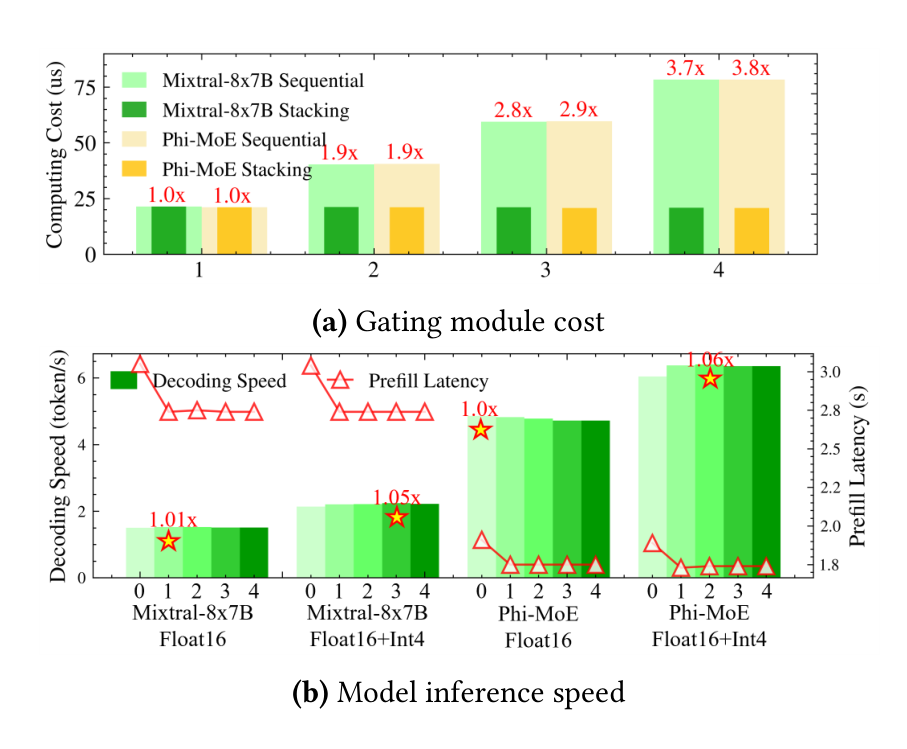 Computing Cost (us)
75
50
25
0
Mixtral-8x7B Sequential
Mixtral-8x7B Stacking
Phi-MoE Sequential
Phi-MoE Stacking
1.0x 1.0x
1.9x 1.9x
2.8x 2.9x
3.7x 3.8x
1 2 3 4
(a) Gating module cost
Decoding Speed (token/s)
6
4
2
0
Decoding Speed Prefill Latency
1.01x
1.05x
1.0x
1.06x
3.0
2.8
2.5
2.2
2.0
1.8
Prefill Latency (s)
0 1 2 3 4 0 1 2 3 4 0 1 2 3 4 0 1 2 3 4
Mixtral-8x7B Mixtral-8x7B Phi-MoE Phi-MoE
Float16 Float16+Int4 Float16 Float16+Int4
(b) Model inference speed